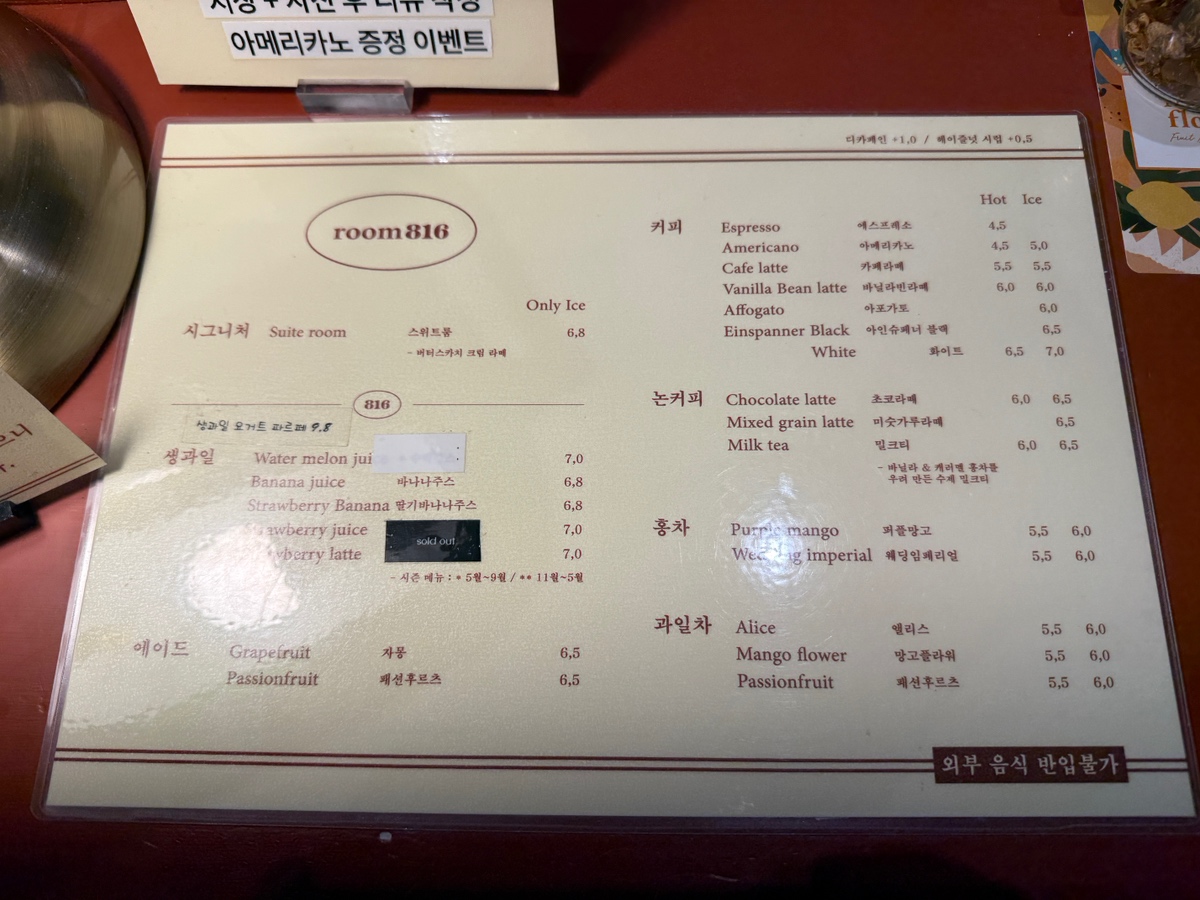 아메리카노 증정 이벤트
디카페인 +1,0 / 헤이즐넛 시럽 +0,5
room816
Only Ice
시그니처 Suite room 스위트룸 6,8
~ 버터스카치 크림 라떼
816
생과일 요거트 파르페 9.8
생과일 Water melon jui 7,0
Banana juice 바나나주스 6,8
Strawberry Banana 딸기바나나주스 6,8
Strawberry juice sold out 7,0
Strawberry latte 7,0
~ 시즌 메뉴 : * 5월~9월 / ** 11월~5월
에이드 Grapefruit 자몽 6,5
Passionfruit 패션후르츠 6,5
Hot Ice
커피 Espresso 에스프레소 4,5
Americano 아메리카노 4,5 5,0
Cafe latte 카페라떼 5,5 5,5
Vanilla Bean latte 바닐라빈라떼 6,0 6,0
Affogato 아포가토 6,0
Einspanner Black 아인슈페너 블랙 6,5
White 화이트 6,5 7,0
논커피 Chocolate latte 초코라떼 6,0 6,5
Mixed grain latte 미숫가루라떼 6,5
Milk tea 밀크티 6,0 6,5
~ 바닐라 & 캐러멜 홍차를
우려 만든 수제 밀크티
홍차 Purple mango 퍼플망고 5,5 6,0
Wedding imperial 웨딩임페리얼 5,5 6,0
과일차 Alice 앨리스 5,5 6,0
Mango flower 망고플라워 5,5 6,0
Passionfruit 패션후르츠 5,5 6,0
외부 음식 반입불가